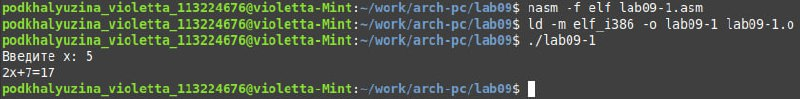 podkhalyuzina_violetta_113224676@violetta-Mint:~/work/arch-pc/lab09$ nasm -f elf lab09-1.asm
podkhalyuzina_violetta_113224676@violetta-Mint:~/work/arch-pc/lab09$ ld -m elf_i386 -o lab09-1 lab09-1.o
podkhalyuzina_violetta_113224676@violetta-Mint:~/work/arch-pc/lab09$ ./lab09-1
Введите x: 5
2x+7=17
podkhalyuzina_violetta_113224676@violetta-Mint:~/work/arch-pc/lab09$